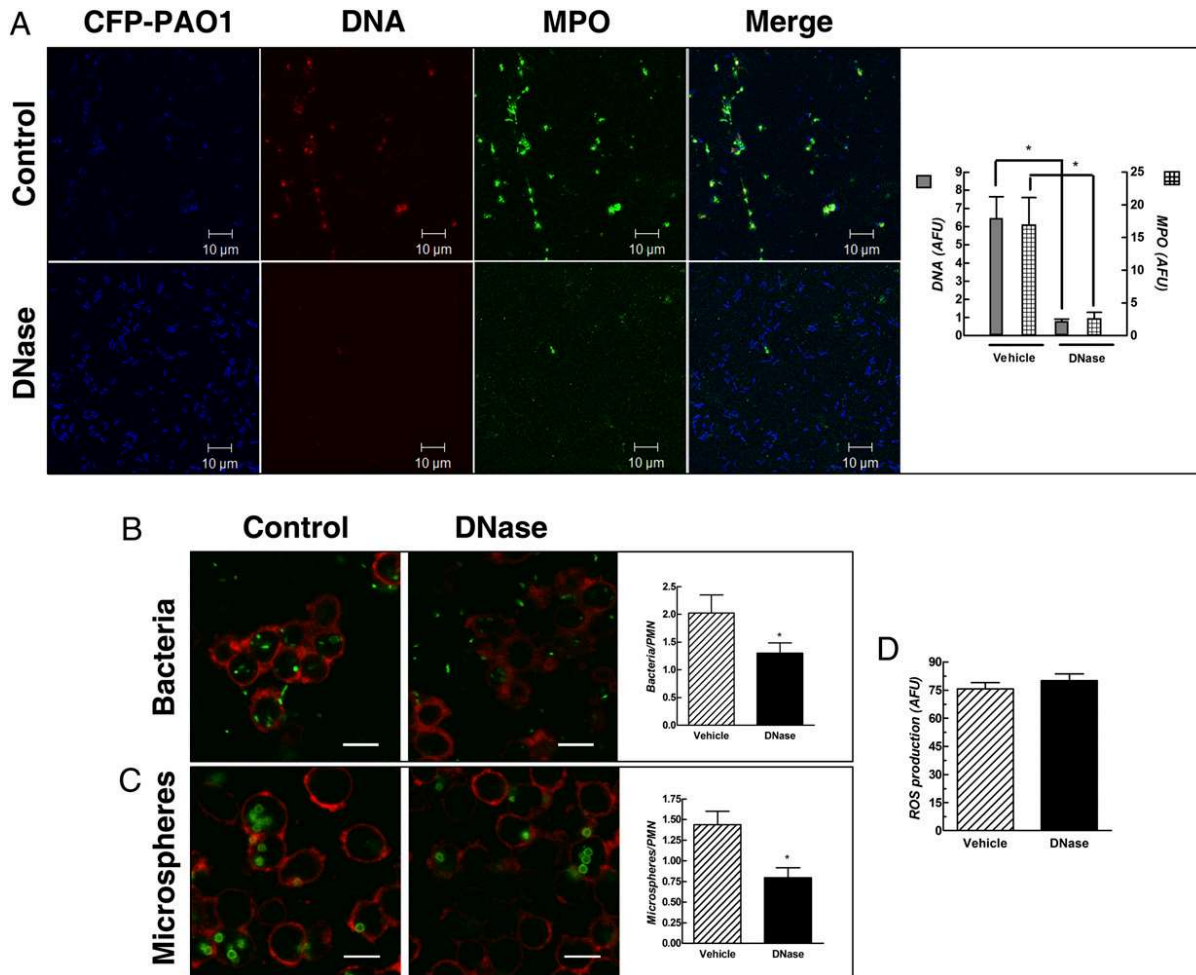 A CFP-PAO1 DNA MPO Merge
Control
10 µm 10 µm 10 µm 10 µm
DNase
10 µm 10 µm 10 µm 10 µm
* *
DNA (AFU)
9
8
7
6
5
4
3
2
1
0
MPO (AFU)
25
20
15
10
5
0
Vehicle DNase
B Control DNase
Bacteria
Bacteria/PMN
2.5
2.0
1.5
1.0
0.5
0.0
*
Vehicle DNase
C
Microspheres
Microspheres/PMN
1.75
1.50
1.25
1.00
0.75
0.50
0.25
0.00
*
Vehicle DNase
D
ROS production (AFU)
90
75
60
45
30
15
0
Vehicle DNase